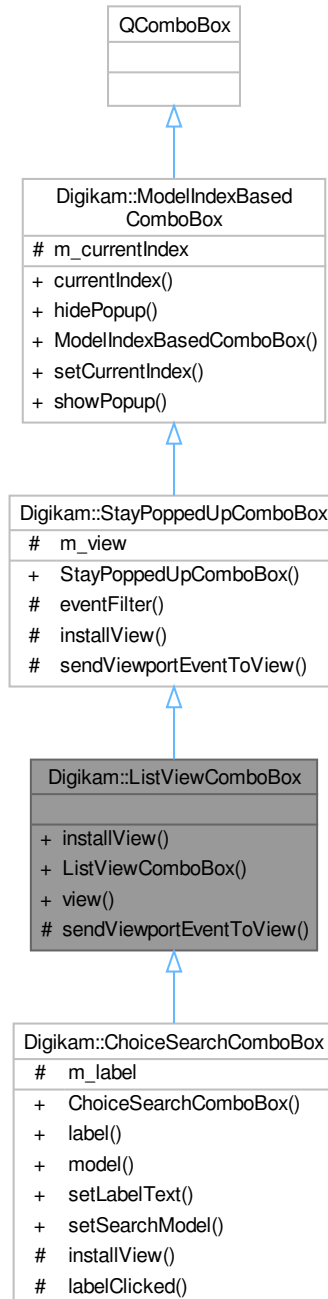 QComboBox
Digikam::ModelIndexBased
ComboBox
# m_currentIndex
+ currentIndex()
+ hidePopup()
+ ModelIndexBasedComboBox()
+ setCurrentIndex()
+ showPopup()
Digikam::StayPoppedUpComboBox
# m_view
+ StayPoppedUpComboBox()
# eventFilter()
# installView()
# sendViewportEventToView()
Digikam::ListViewComboBox
+ installView()
+ ListViewComboBox()
+ view()
# sendViewportEventToView()
Digikam::ChoiceSearchComboBox
# m_label
+ ChoiceSearchComboBox()
+ label()
+ model()
+ setLabelText()
+ setSearchModel()
# installView()
# labelClicked()